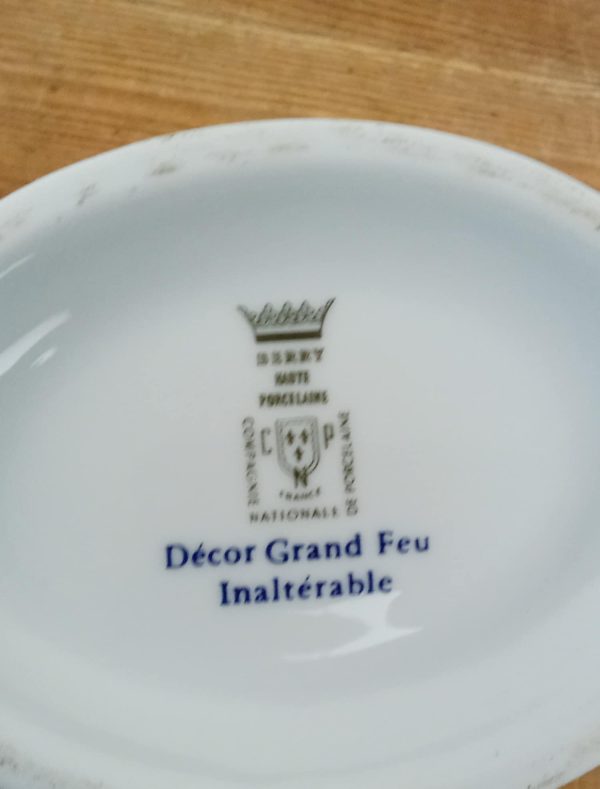 BERRY
HAUTE
PORCELAINE
C P
N
FRANCE
COMPAGNIE
NATIONALE
DE PORCELAINE
Décor Grand Feu
Inaltérable